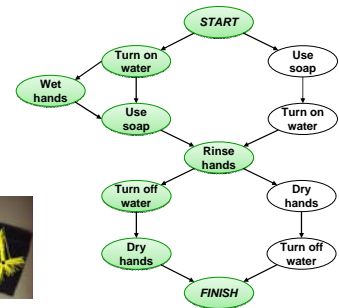 START
Turn on
water
Use
soap
Wet
hands
Use
soap
Turn on
water
Rinse
hands
Turn off
water
Dry
hands
Dry
hands
Turn off
water
FINISH